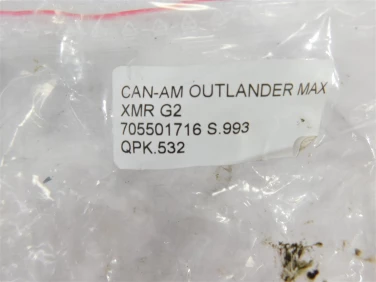 CAN-AM OUTLANDER MAX
XMR G2
705501716 S.993
QPK.532